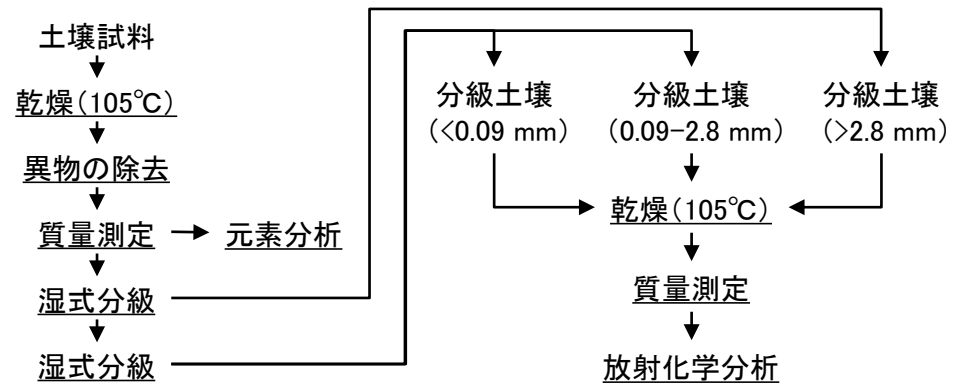 土壌試料
乾燥(105℃)
異物の除去
質量測定
元素分析
湿式分級
湿式分級
分級土壌
(<0.09 mm)
分級土壌
(0.09-2.8 mm)
分級土壌
(>2.8 mm)
乾燥(105℃)
質量測定
放射化学分析